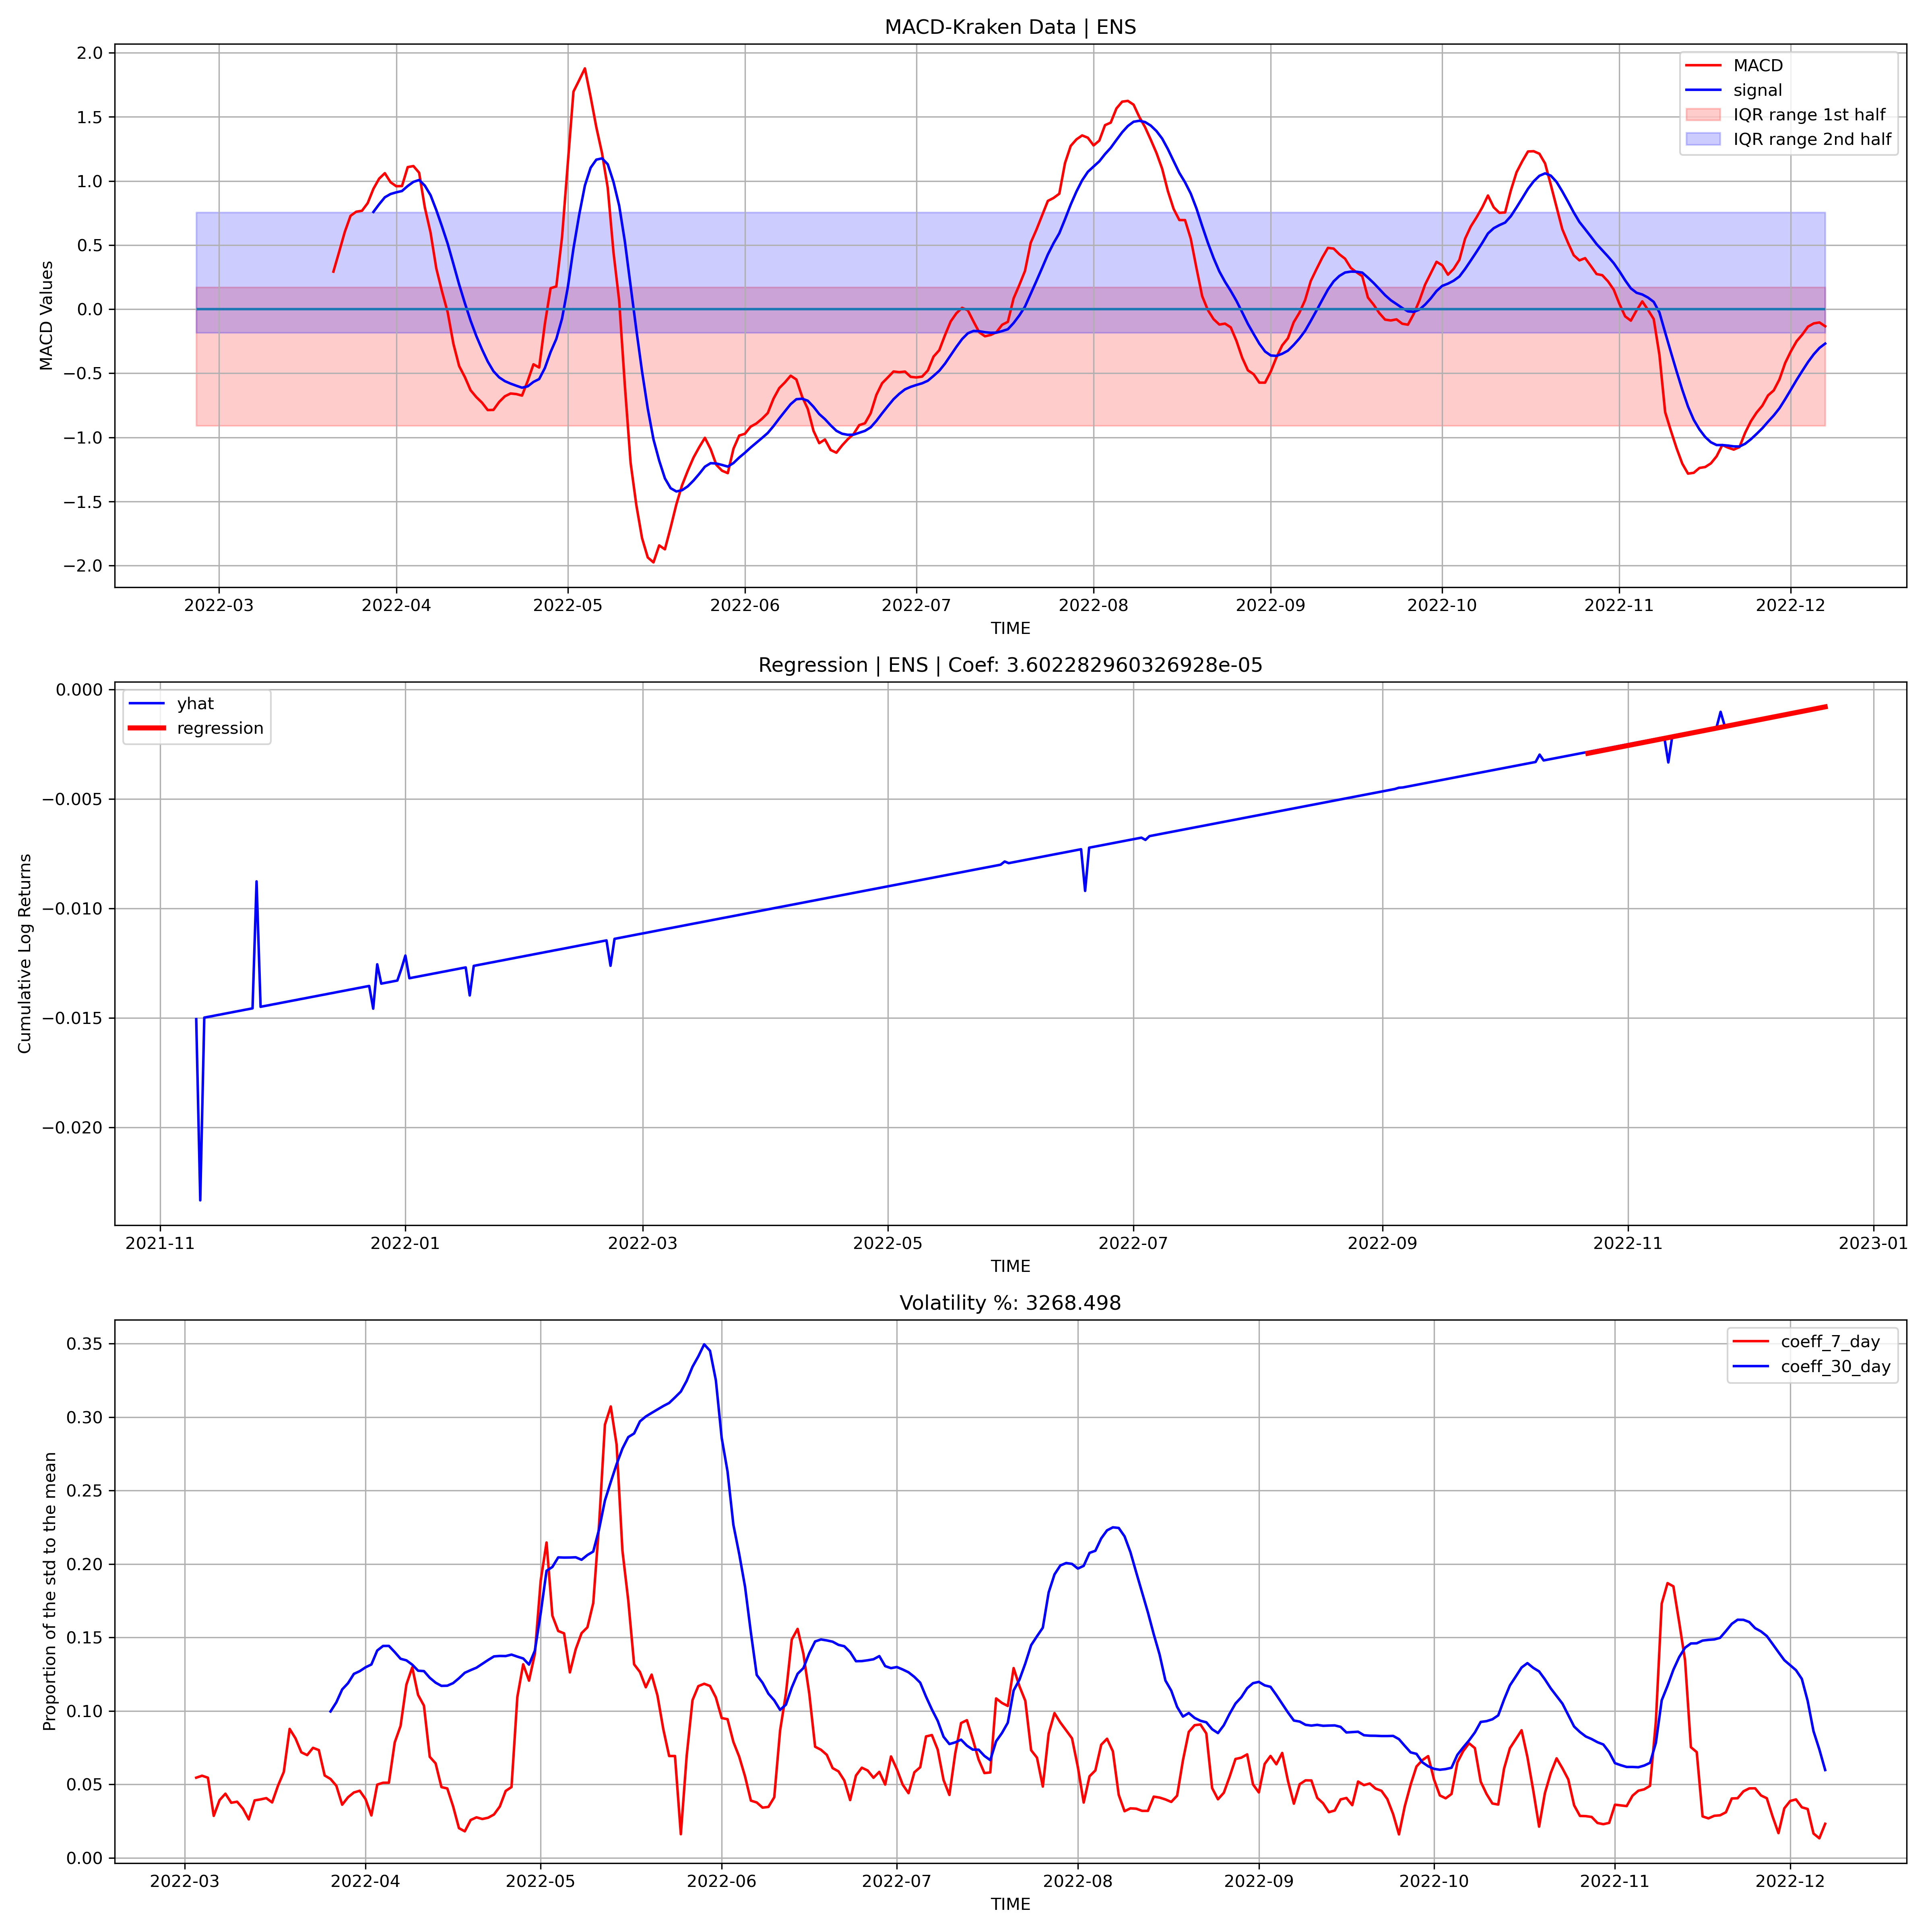 MACD-Kraken Data | ENS
MACD
signal
IQR range 1st half
IQR range 2nd half
MACD Values
2.0
1.5
1.0
0.5
0.0
−0.5
−1.0
−1.5
−2.0
2022-03 2022-04 2022-05 2022-06 2022-07 2022-08 2022-09 2022-10 2022-11 2022-12
TIME
Regression | ENS | Coef: 3.602282960326928e-05
yhat
regression
Cumulative Log Returns
0.000
−0.005
−0.010
−0.015
−0.020
2021-11 2022-01 2022-03 2022-05 2022-07 2022-09 2022-11 2023-01
TIME
Volatility %: 3268.498
coeff_7_day
coeff_30_day
Proportion of the std to the mean
0.35
0.30
0.25
0.20
0.15
0.10
0.05
0.00
2022-03 2022-04 2022-05 2022-06 2022-07 2022-08 2022-09 2022-10 2022-11 2022-12
TIME